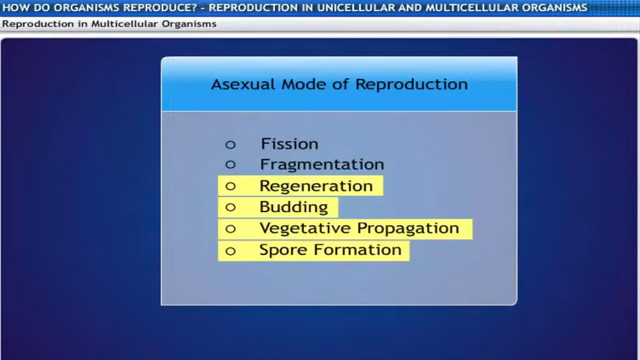 HOW DO ORGANISMS REPRODUCE? - REPRODUCTION IN UNICELLULAR AND MULTICELLULAR ORGANISMS
Reproduction in Multicellular Organisms
Asexual Mode of Reproduction
Fission
Fragmentation
Regeneration
Budding
Vegetative Propagation
Spore Formation